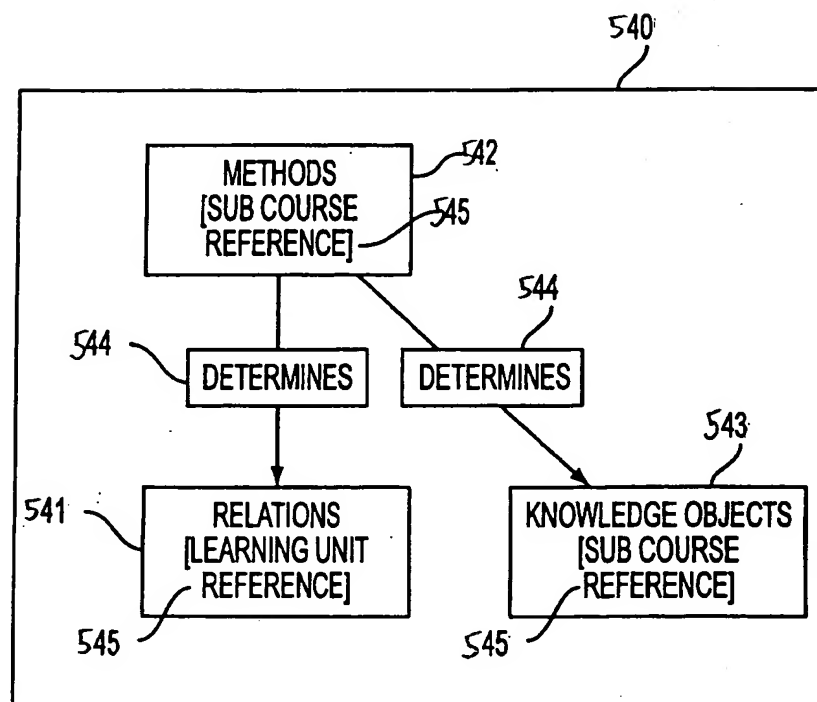 540
METHODS
[SUB COURSE
REFERENCE]
542
545
544
DETERMINES
DETERMINES
544
543
541
RELATIONS
[LEARNING UNIT
REFERENCE]
545
KNOWLEDGE OBJECTS
[SUB COURSE
REFERENCE]
545